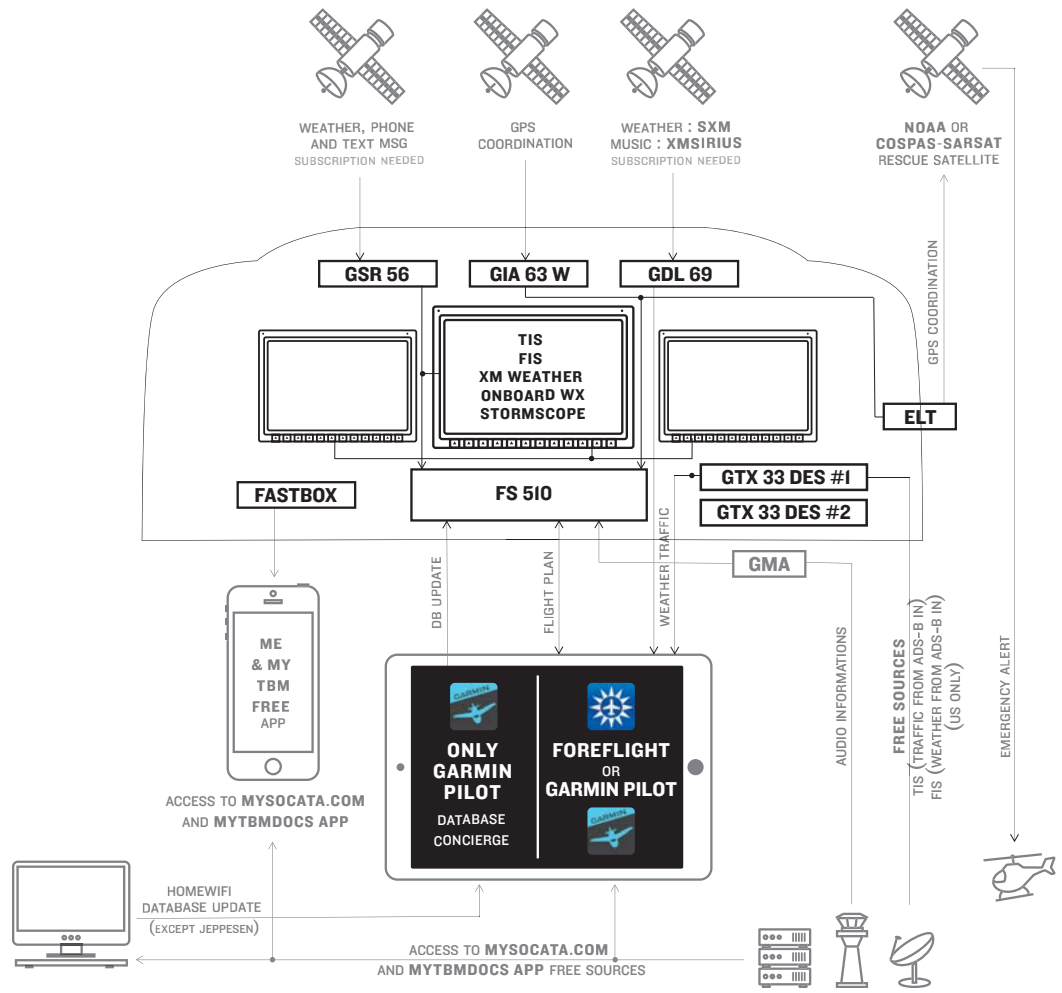 WEATHER, PHONE
AND TEXT MSG
SUBSCRIPTION NEEDED
GPS
COORDINATION
WEATHER : SXM
MUSIC : XMSIRIUS
SUBSCRIPTION NEEDED
NOAA OR
COSPAS-SARSAT
RESCUE SATELLITE
GSR 56
GIA 63 W
GDL 69
GPS COORDINATION
TIS
FIS
XM WEATHER
ONBOARD WX
STORMSCOPE
ELT
FASTBOX
FS 510
GTX 33 DES #1
GTX 33 DES #2
GMA
DB UPDATE
FLIGHT PLAN
WEATHER TRAFFIC
AUDIO INFORMATIONS
FREE SOURCES
TIS (TRAFFIC FROM ADS-B IN)
FIS (WEATHER FROM ADS-B IN)
(US ONLY)
EMERGENCY ALERT
ME
& MY
TBM
FREE
APP
GARMIN
ONLY
GARMIN
PILOT
DATABASE
CONCIERGE
FOREFLIGHT
OR
GARMIN PILOT
GARMIN
ACCESS TO MYSOCATA.COM
AND MYTBMDOCS APP
HOMEWIFI
DATABASE UPDATE
(EXCEPT JEPPESEN)
ACCESS TO MYSOCATA.COM
AND MYTBMDOCS APP FREE SOURCES